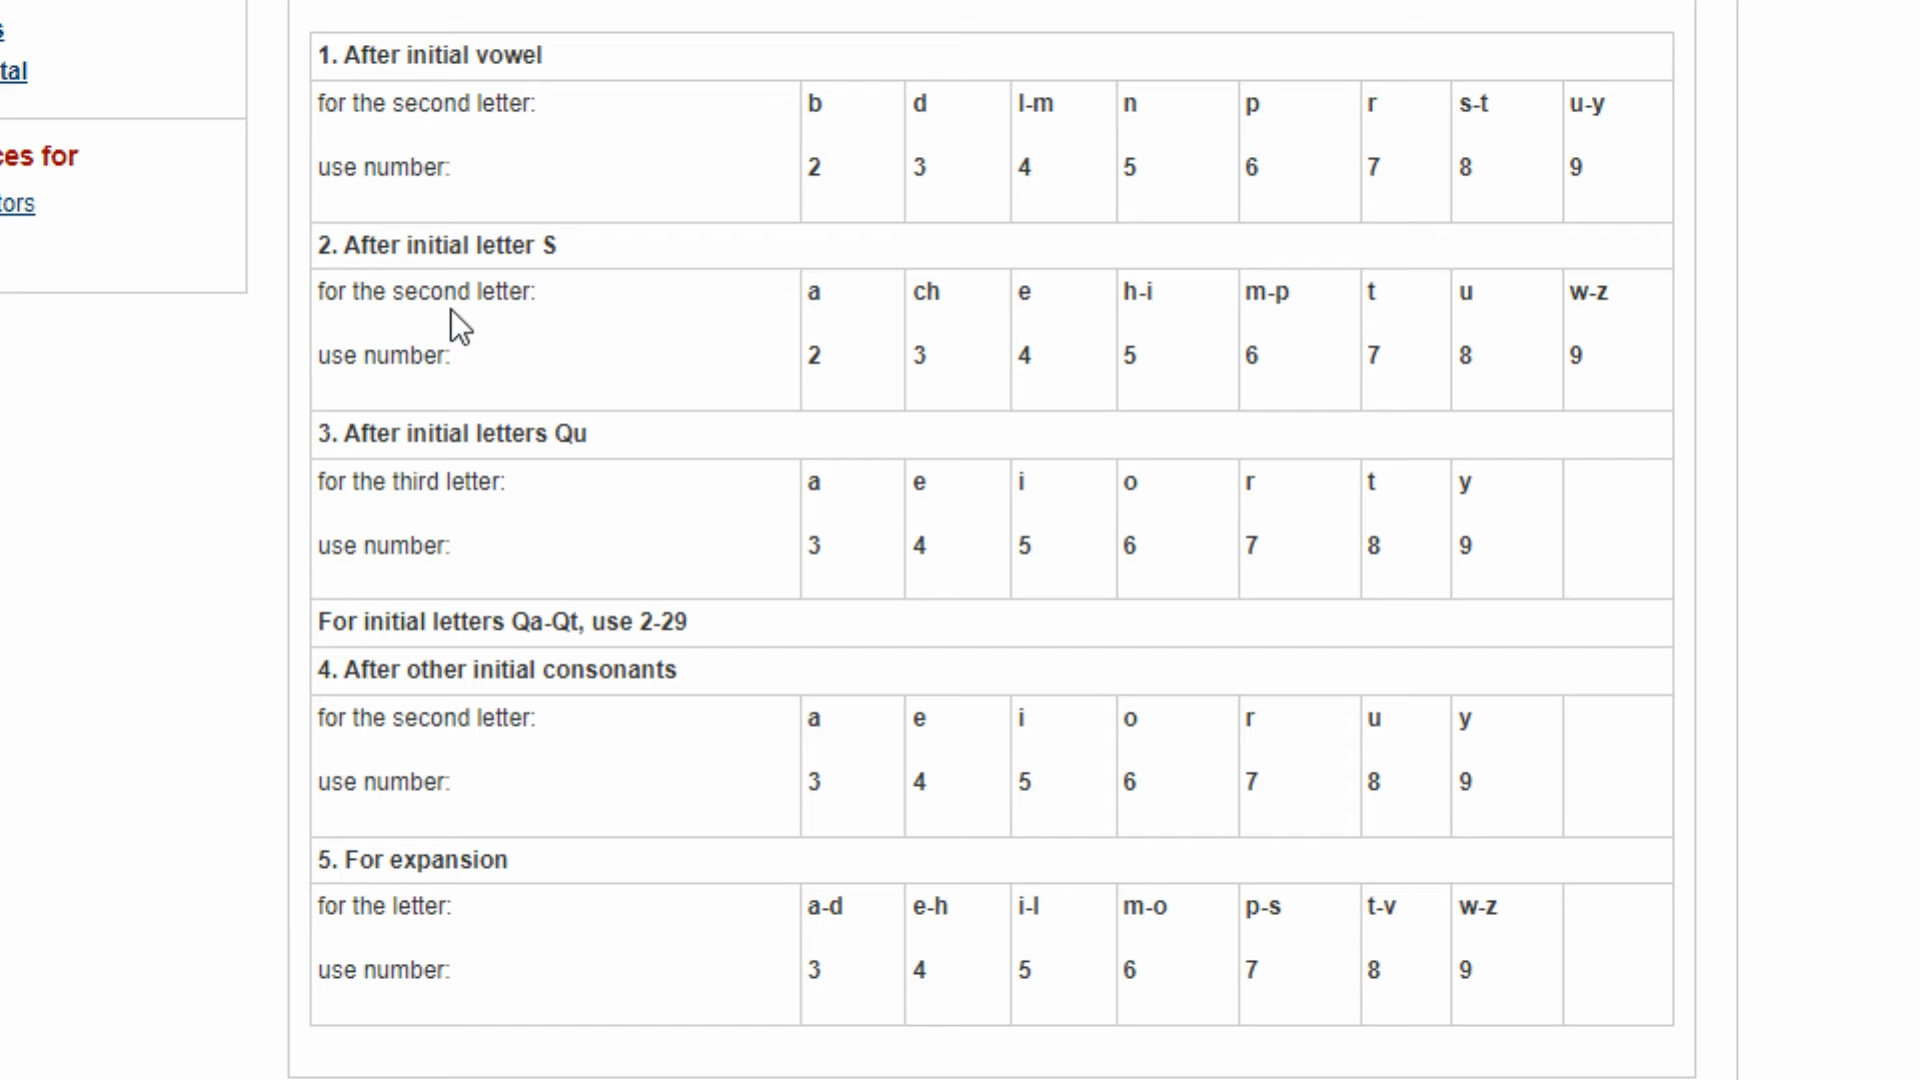 s
tal
ces for
tors
1. After initial vowel
for the second letter: b d l-m n p r s-t u-y
use number: 2 3 4 5 6 7 8 9
2. After initial letter S
for the second letter: a ch e h-i m-p t u w-z
use number: 2 3 4 5 6 7 8 9
3. After initial letters Qu
for the third letter: a e i o r t y
use number: 3 4 5 6 7 8 9
For initial letters Qa-Qt, use 2-29
4. After other initial consonants
for the second letter: a e i o r u y
use number: 3 4 5 6 7 8 9
5. For expansion
for the letter: a-d e-h i-l m-o p-s t-v w-z
use number: 3 4 5 6 7 8 9